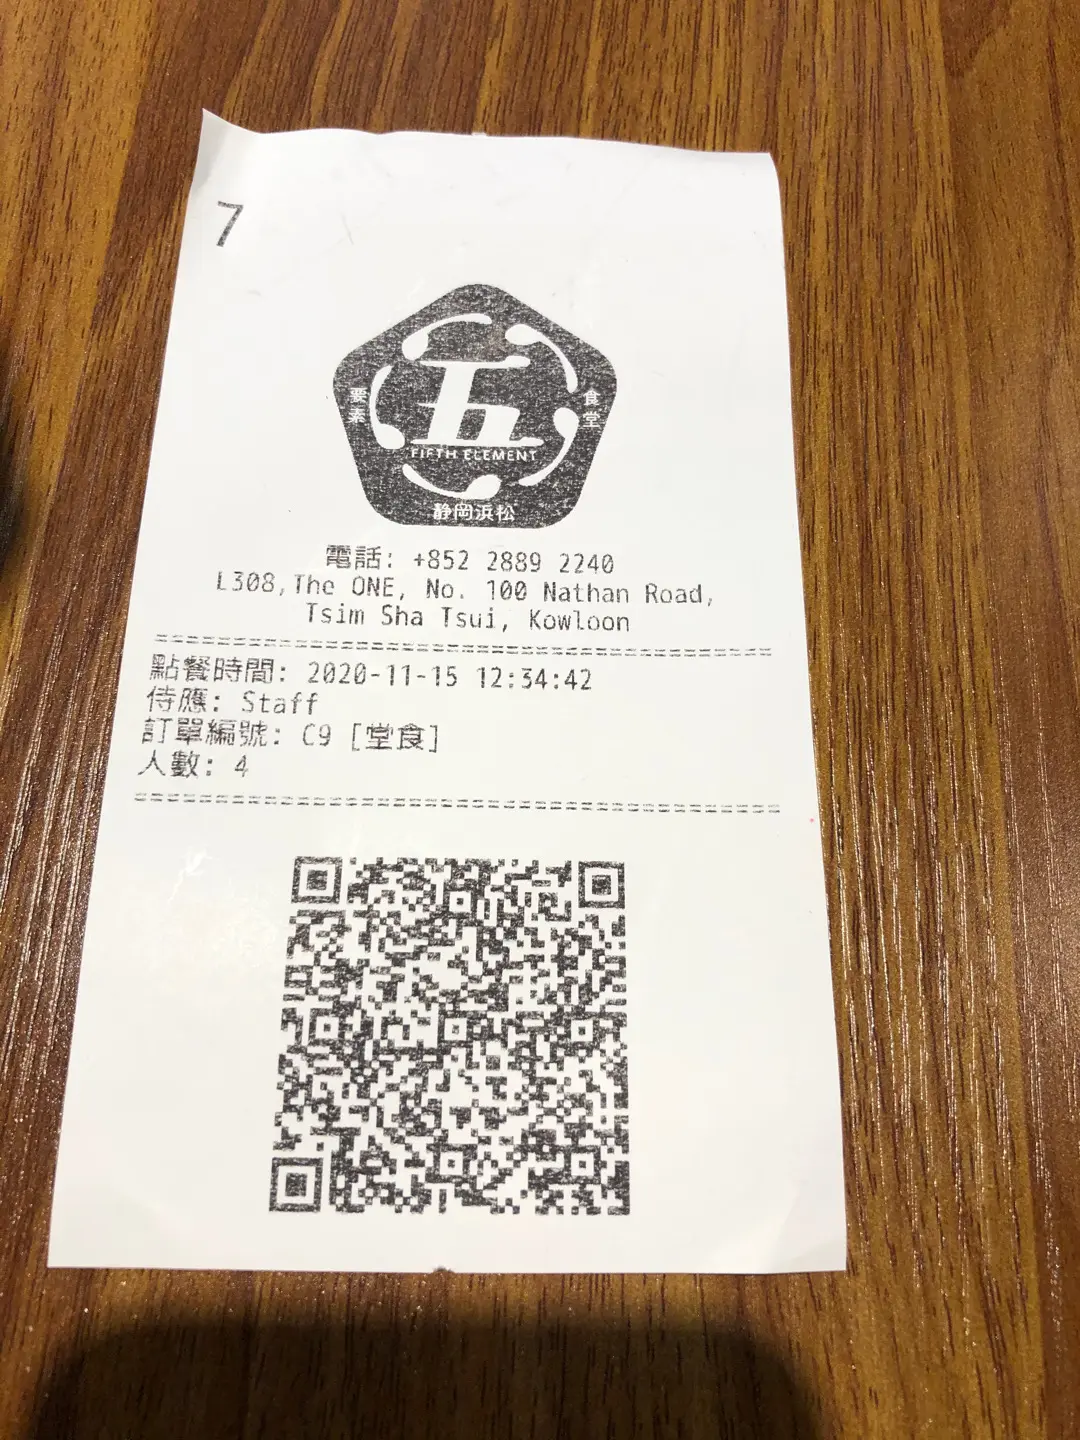 7
五
要素
食堂
FIFTH ELEMENT
静岡浜松
電話: +852 2889 2240
L308,The ONE, No. 100 Nathan Road,
Tsim Sha Tsui, Kowloon
點餐時間: 2020-11-15 12:34:42
侍應: Staff
訂單編號: C9 [堂食]
人數: 4